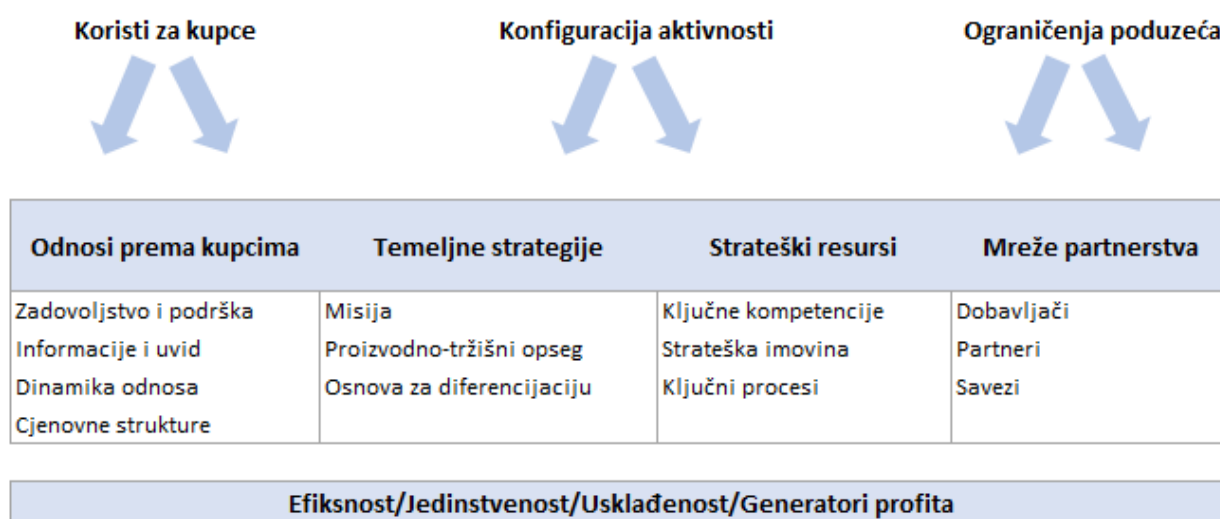 Koristi za kupce
Konfiguracija aktivnosti
Ograničenja poduzeća
Odnosi prema kupcima
Temeljne strategije
Strateški resursi
Mreže partnerstva
Zadovoljstvo i podrška
Informacije i uvid
Dinamika odnosa
Cjenovne strukture
Misija
Proizvodno-tržišni opseg
Osnova za diferencijaciju
Ključne kompetencije
Strateška imovina
Ključni procesi
Dobavljači
Partneri
Savezi
Efiksnost/Jedinstvenost/Usklađenost/Generatori profita